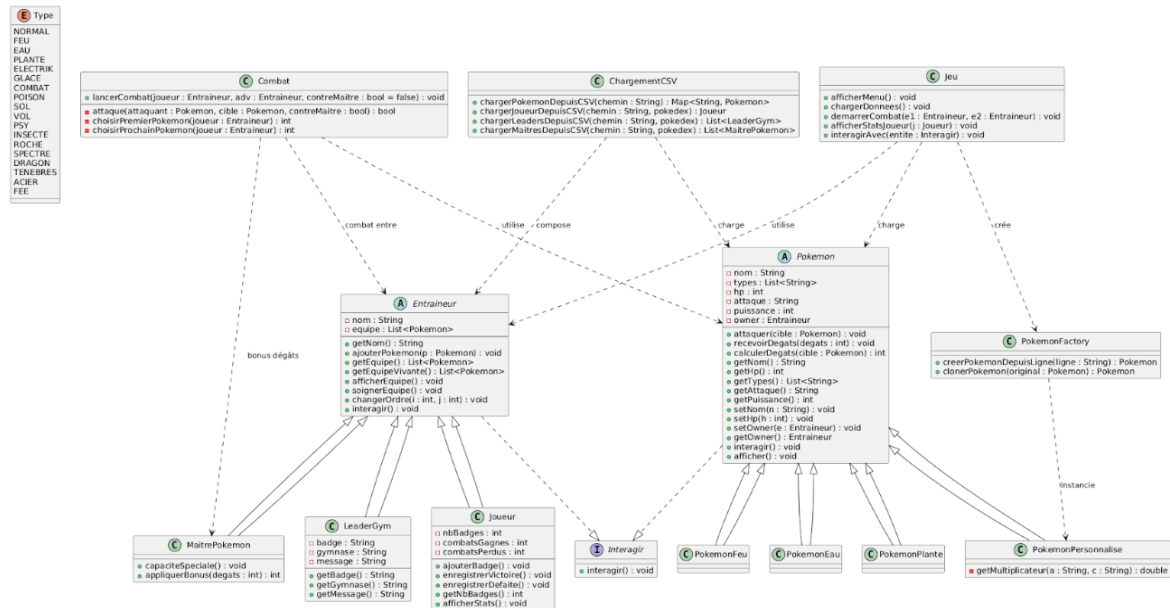 E Type
NORMAL
FEU
EAU
PLANTE
ELECTRIK
GLACE
COMBAT
POISON
SOL
VOL
PSY
INSECTE
ROCHE
SPECTRE
DRAGON
TENEBRES
ACIER
FEE
C Combat
lancerCombat(joueur : Entraineur, adv : Entraineur, contreMaitre : bool = false) : void
attaque(attaquant : Pokemon, cible : Pokemon, contreMaitre : bool) : bool
choisirPremierPokemon(joueur : Entraineur) : int
choisirProchainPokemon(joueur : Entraineur) : int
C ChargementCSV
chargerPokemonDepuisCSV(chemin : String) : Map<String, Pokemon>
chargerJoueurDepuisCSV(chemin : String, pokedex) : Joueur
chargerLeadersDepuisCSV(chemin : String, pokedex) : List<LeaderGym>
chargerMaitresDepuisCSV(chemin : String, pokedex) : List<MaitrePokemon>
C Jeu
afficherMenu() : void
chargerDonnees() : void
demarrerCombat(e1 : Entraineur, e2 : Entraineur) : void
afficherStatsJoueur(j : Joueur) : void
interagirAvec(entite : Interagir) : void
combat entre
utilise
compose
charge
utilise
charge
crée
A Entraineur
nom : String
equipe : List<Pokemon>
getNom() : String
ajouterPokemon(p : Pokemon) : void
getEquipe() : List<Pokemon>
getEquipeVivante() : List<Pokemon>
afficherEquipe() : void
soignerEquipe() : void
changerOrdre(i : int, j : int) : void
interagir() : void
A Pokemon
nom : String
types : List<String>
hp : int
attaque : String
puissance : int
owner : Entraineur
attaquer(cible : Pokemon) : void
recevoirDegats(degats : int) : void
calculerDegats(cible : Pokemon) : int
getNom() : String
getHp() : int
getTypes() : List<String>
getAttaque() : String
getPuissance() : int
setNom(n : String) : void
setHp(h : int) : void
setOwner(e : Entraineur) : void
getOwner() : Entraineur
interagir() : void
afficher() : void
C PokemonFactory
creerPokemonDepuisLigne(ligne : String) : Pokemon
clonerPokemon(original : Pokemon) : Pokemon
bonus dégâts
instancie
C MaitrePokemon
capaciteSpeciale() : void
appliquerBonus(degats : int) : int
C LeaderGym
badge : String
gymnase : String
message : String
getBadge() : String
getGymnase() : String
getMessage() : String
C Joueur
nbBadges : int
combatsGagnes : int
combatsPerdus : int
ajouterBadge() : void
enregistrerVictoire() : void
enregistrerDefaite() : void
getNbBadges() : int
afficherStats() : void
I Interagir
interagir() : void
C PokemonFeu
C PokemonEau
C PokemonPlante
C PokemonPersonnalise
getMultiplicateur(a : String, c : String) : double